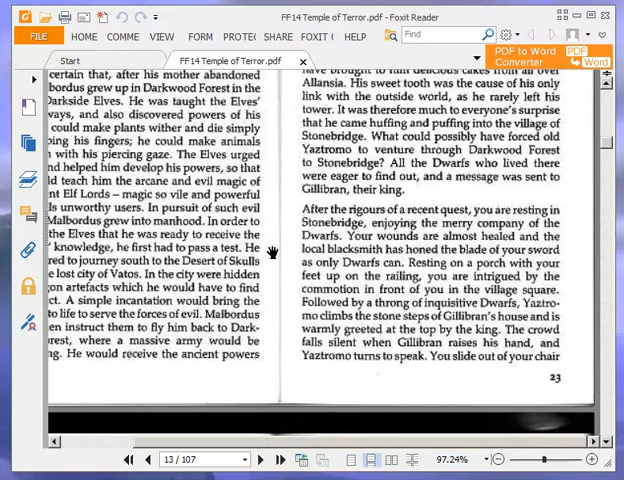 FF14 Temple of Terror.pdf - Foxit Reader
FILE HOME COMME FORM PROTEC SHARE FOXIT C HELP Find
Start FF14 Temple of Terror.pdf
PDF to Word Converter PDF Word
certain that, after his mother abandoned
bordus grew up in Darkwood Forest in the
Darkside Elves. He was taught the Elves'
ways, and also discovered powers of his
could make plants wither and die simply
ping his fingers; he could make animals
with his piercing gaze. The Elves urged
nd helped him develop his powers, so that
ld teach him the arcane and evil magic of
nt Elf Lords – magic so vile and powerful
ls unworthy users. In pursuit of such evil
Malbordus grew into manhood. In order to
the Elves that he was ready to receive the
' knowledge, he first had to pass a test. He
red to journey south to the Desert of Skulls
e lost city of Vatos. In the city were hidden
gon artefacts which he would have to find
ct. A simple incantation would bring the
to life to serve the forces of evil. Malbordus
en instruct them to fly him back to Dark-
rest, where a massive army would be
ng. He would receive the ancient powers
have brought to him delicious cakes from all over
Allansia. His sweet tooth was the cause of his only
link with the outside world, as he rarely left his
tower. It was therefore much to everyone's surprise
that he came huffing and puffing into the village of
Stonebridge. What could possibly have forced old
Yaztromo to venture through Darkwood Forest
to Stonebridge? All the Dwarfs who lived there
were eager to find out, and a message was sent to
Gillibran, their king.
After the rigours of a recent quest, you are resting in
Stonebridge, enjoying the merry company of the
Dwarfs. Your wounds are almost healed and the
local blacksmith has honed the blade of your sword
as only Dwarfs can. Resting on a porch with your
feet up on the railing, you are intrigued by the
commotion in front of you in the village square.
Followed by a throng of inquisitive Dwarfs, Yaztro-
mo climbs the stone steps of Gillibran's house and is
warmly greeted at the top by the king. The crowd
falls silent when Gillibran raises his hand, and
Yaztromo turns to speak. You slide out of your chair
23
13 / 107 97.24%